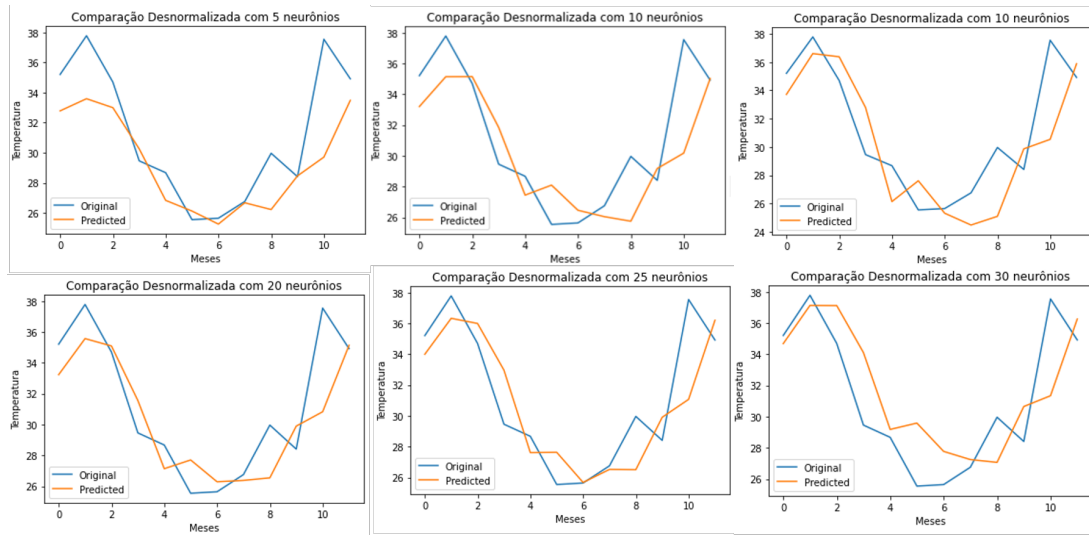 Comparação Desnormalizada com 5 neurônios
38
36
34
32
30
28
26
Temperatura
Original
Predicted
0 2 4 6 8 10
Meses
Comparação Desnormalizada com 10 neurônios
38
36
34
32
30
28
26
Temperatura
Original
Predicted
0 2 4 6 8 10
Meses
Comparação Desnormalizada com 10 neurônios
38
36
34
32
30
28
26
24
Temperatura
Original
Predicted
0 2 4 6 8 10
Meses
Comparação Desnormalizada com 20 neurônios
38
36
34
32
30
28
26
Temperatura
Original
Predicted
0 2 4 6 8 10
Meses
Comparação Desnormalizada com 25 neurônios
38
36
34
32
30
28
26
Temperatura
Original
Predicted
0 2 4 6 8 10
Meses
Comparação Desnormalizada com 30 neurônios
38
36
34
32
30
28
26
Temperatura
Original
Predicted
0 2 4 6 8 10
Meses